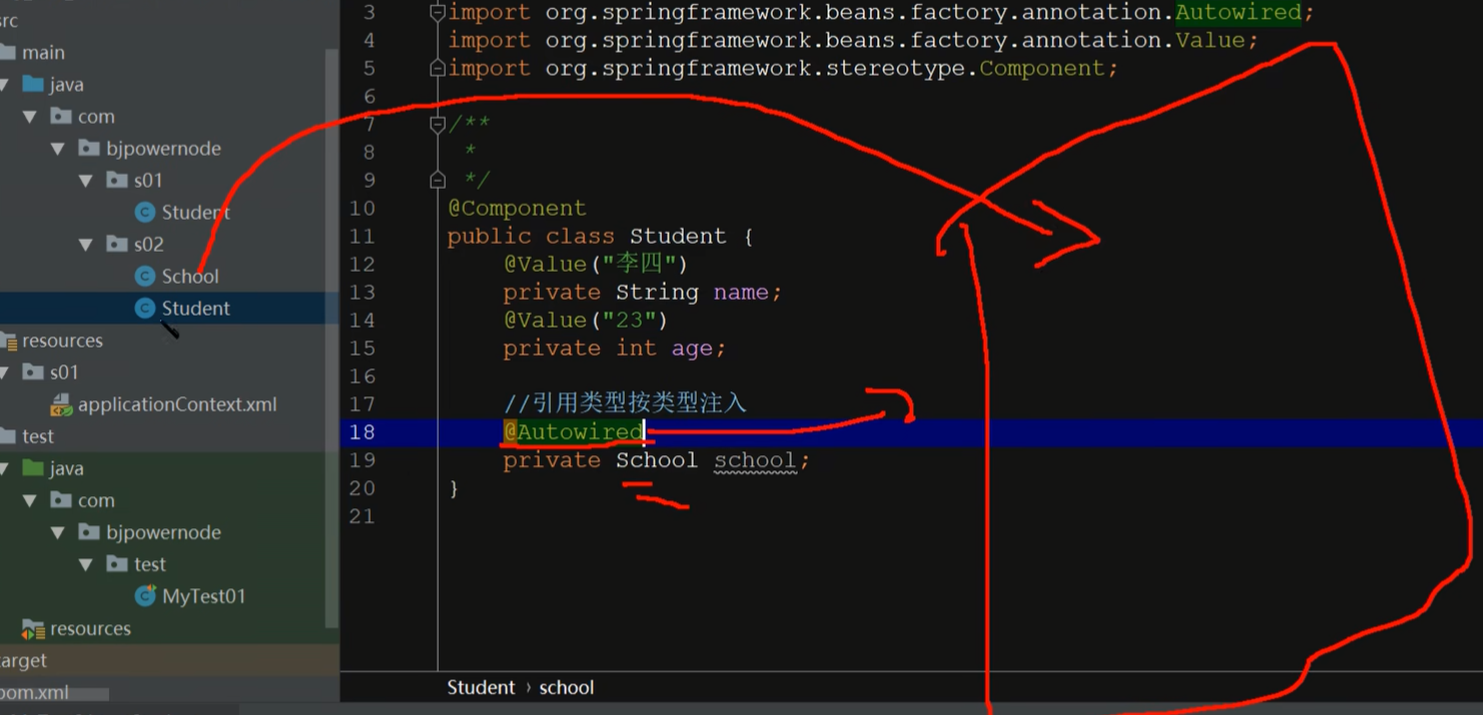 src
main
java
com
bjpowernode
s01
Student
s02
School
Student
resources
s01
applicationContext.xml
test
java
com
bjpowernode
test
MyTest01
resources
target
pom.xml
3 import org.springframework.beans.factory.annotation.Autowired;
4 import org.springframework.beans.factory.annotation.Value;
5 import org.springframework.stereotype.Component;
6
7 /**
8 *
9 */
10 @Component
11 public class Student {
12 @Value("李四")
13 private String name;
14 @Value("23")
15 private int age;
16
17 //引用类型按类型注入
18 @Autowired
19 private School school;
20 }
21
Student › school